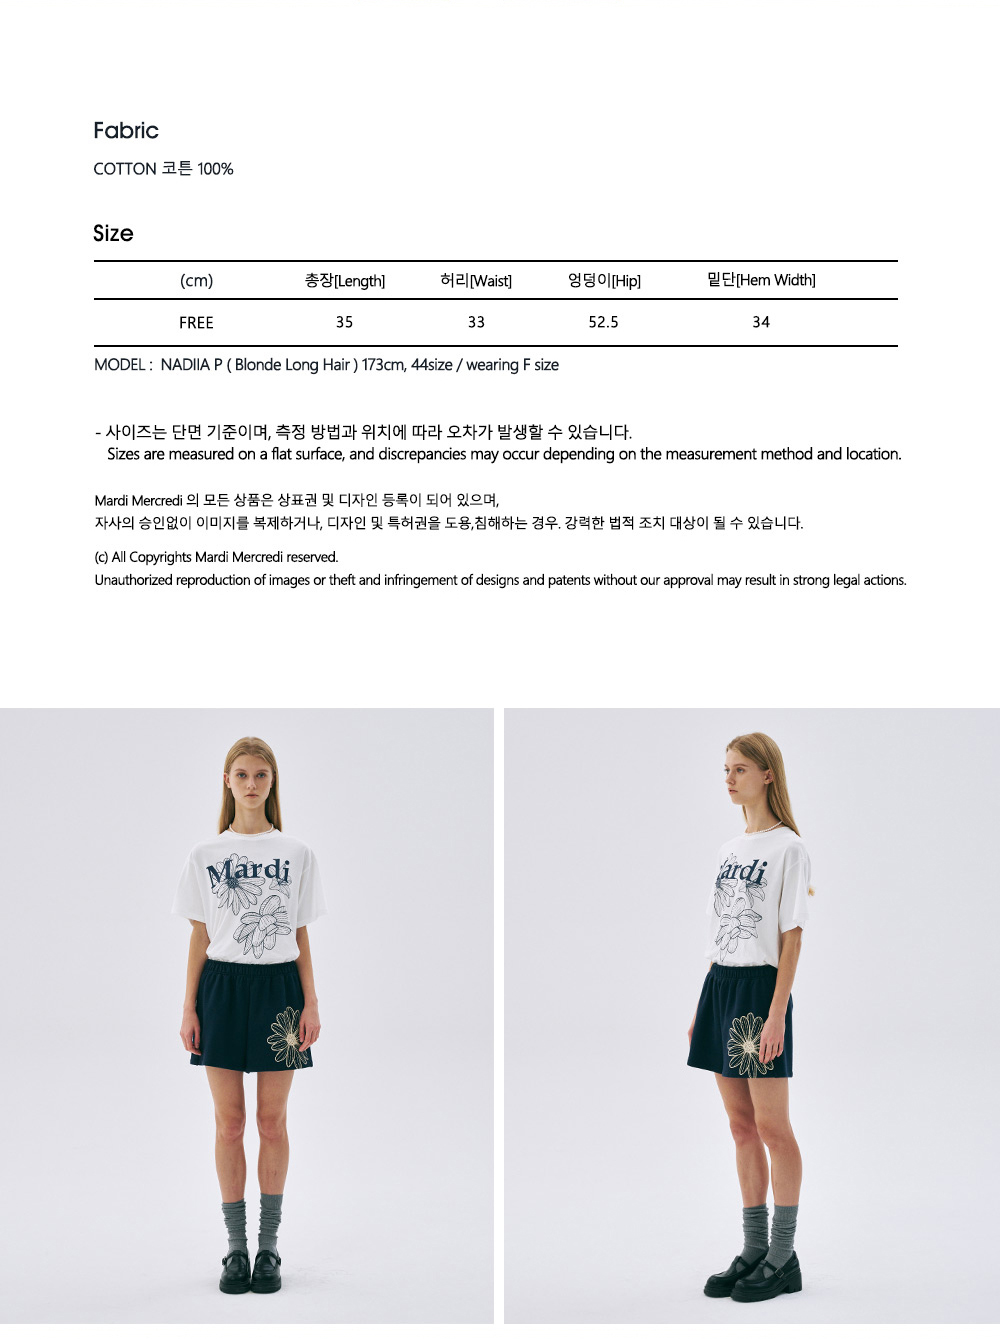 Fabric
COTTON 코튼 100%
Size
(cm) 총장[Length] 허리[Waist] 엉덩이[Hip] 밑단[Hem Width]
FREE 35 33 52.5 34
MODEL : NADIIA P ( Blonde Long Hair ) 173cm, 44size / wearing F size
- 사이즈는 단면 기준이며, 측정 방법과 위치에 따라 오차가 발생할 수 있습니다.
Sizes are measured on a flat surface, and discrepancies may occur depending on the measurement method and location.
Mardi Mercredi 의 모든 상품은 상표권 및 디자인 등록이 되어 있으며,
자사의 승인없이 이미지를 복제하거나, 디자인 및 특허권을 도용,침해하는 경우. 강력한 법적 조치 대상이 될 수 있습니다.
(c) All Copyrights Mardi Mercredi reserved.
Unauthorized reproduction of images or theft and infringement of designs and patents without our approval may result in strong legal actions.
Mardi
ardi